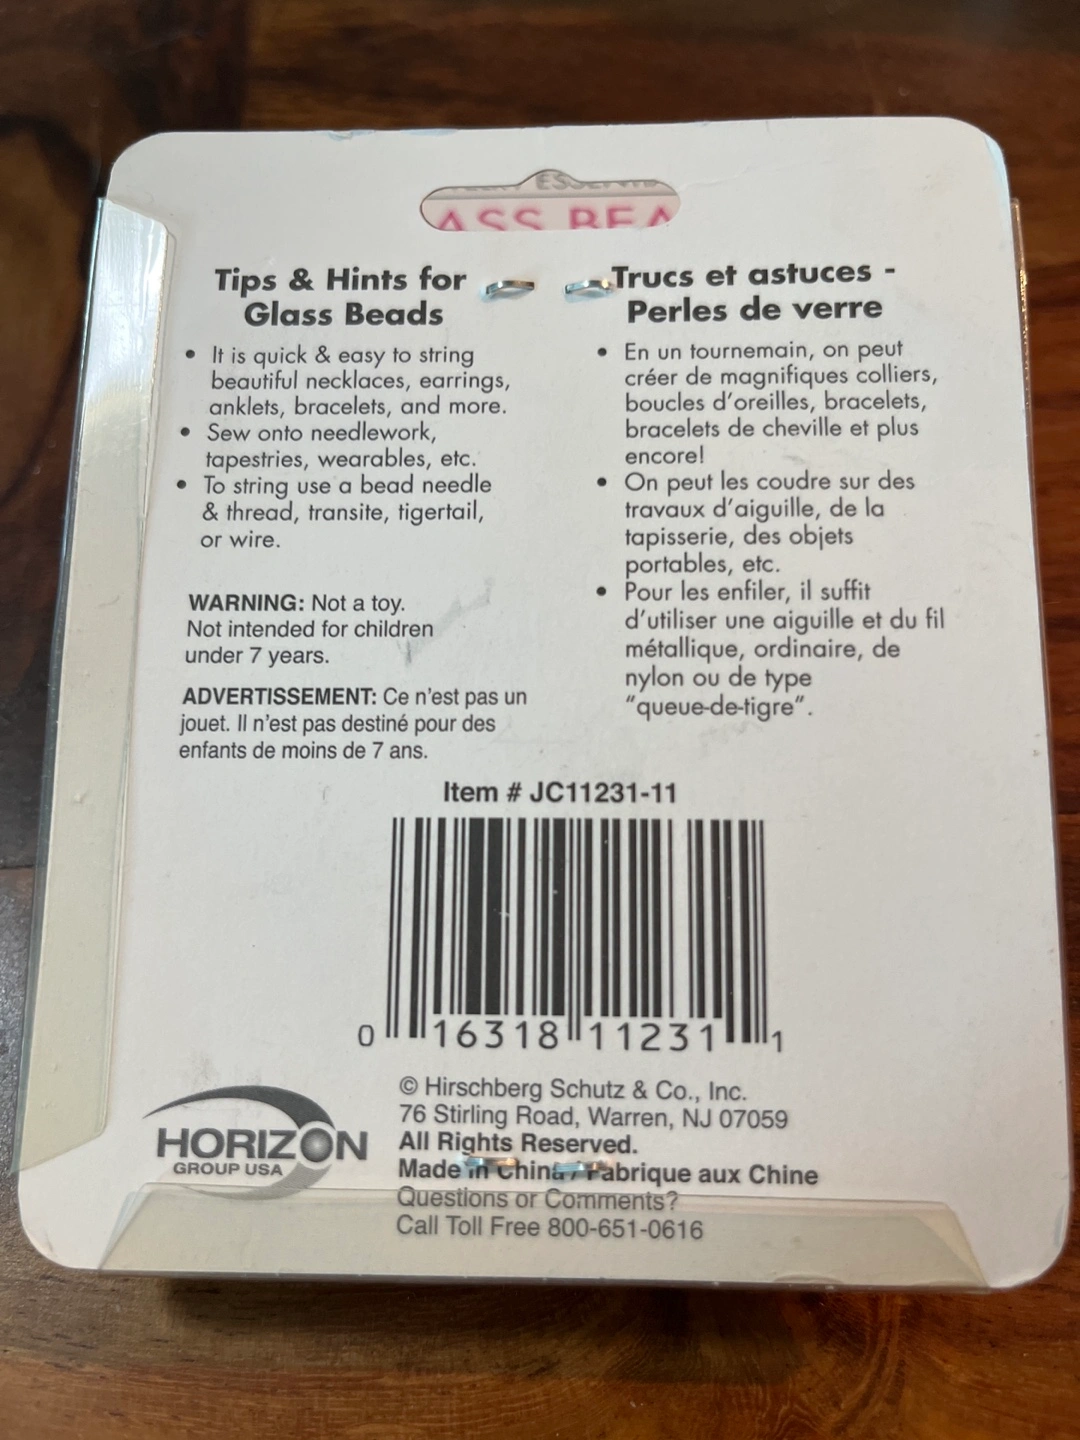 ASS BEA
Tips & Hints for
Glass Beads
• It is quick & easy to string
beautiful necklaces, earrings,
anklets, bracelets, and more.
• Sew onto needlework,
tapestries, wearables, etc.
• To string use a bead needle
& thread, transite, tigertail,
or wire.
WARNING: Not a toy.
Not intended for children
under 7 years.
ADVERTISSEMENT: Ce n'est pas un
jouet. Il n'est pas destiné pour des
enfants de moins de 7 ans.
Trucs et astuces -
Perles de verre
• En un tournemain, on peut
créer de magnifiques colliers,
boucles d'oreilles, bracelets,
bracelets de cheville et plus
encore!
• On peut les coudre sur des
travaux d'aiguille, de la
tapisserie, des objets
portables, etc.
• Pour les enfiler, il suffit
d'utiliser une aiguille et du fil
métallique, ordinaire, de
nylon ou de type
"queue-de-tigre".
Item # JC11231-11
0 16318 11231 1
HORIZON
GROUP USA
© Hirschberg Schutz & Co., Inc.
76 Stirling Road, Warren, NJ 07059
All Rights Reserved.
Made in China / Fabrique aux Chine
Questions or Comments?
Call Toll Free 800-651-0616